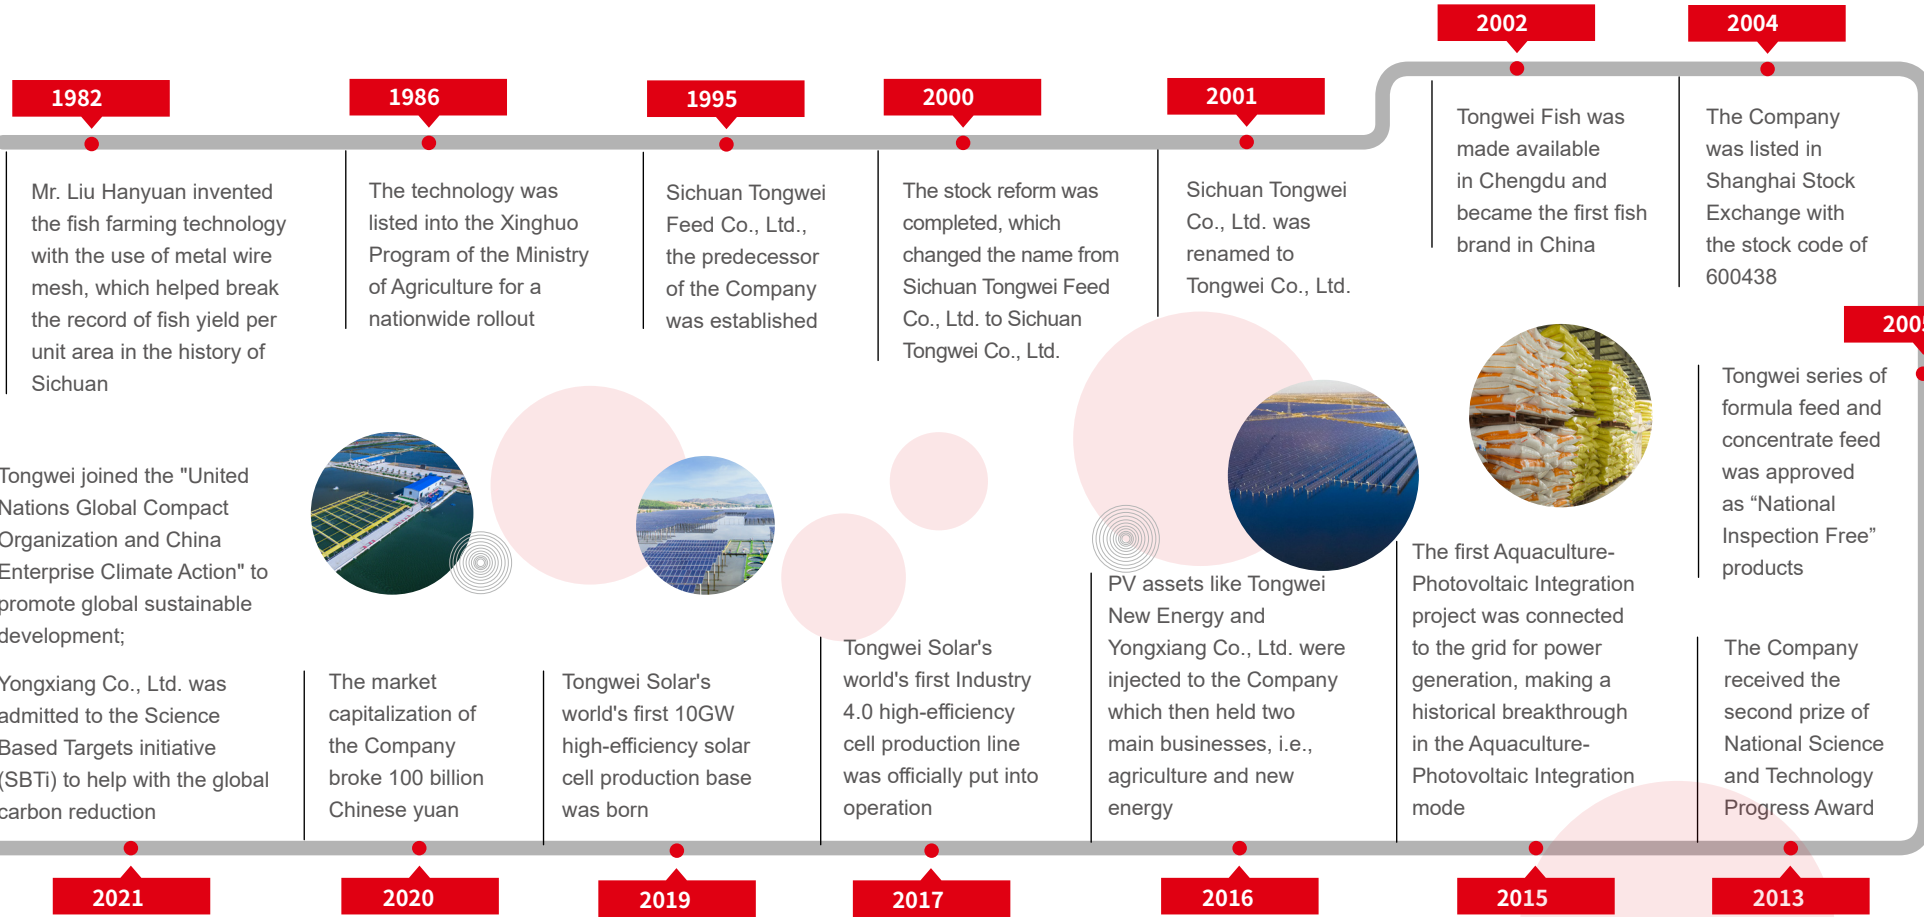 1982
Mr. Liu Hanyuan invented
the fish farming technology
with the use of metal wire
mesh, which helped break
the record of fish yield per
unit area in the history of
Sichuan
1986
The technology was
listed into the Xinghuo
Program of the Ministry
of Agriculture for a
nationwide rollout
1995
Sichuan Tongwei
Feed Co., Ltd.,
the predecessor
of the Company
was established
2000
The stock reform was
completed, which
changed the name from
Sichuan Tongwei Feed
Co., Ltd. to Sichuan
Tongwei Co., Ltd.
2001
Sichuan Tongwei
Co., Ltd. was
renamed to
Tongwei Co., Ltd.
2002
Tongwei Fish was
made available
in Chengdu and
became the first fish
brand in China
2004
The Company
was listed in
Shanghai Stock
Exchange with
the stock code of
600438
2005
Tongwei series of
formula feed and
concentrate feed
was approved
as “National
Inspection Free”
products
The Company
received the
second prize of
National Science
and Technology
Progress Award
2013
The first Aquaculture-
Photovoltaic Integration
project was connected
to the grid for power
generation, making a
historical breakthrough
in the Aquaculture-
Photovoltaic Integration
mode
2015
PV assets like Tongwei
New Energy and
Yongxiang Co., Ltd. were
injected to the Company
which then held two
main businesses, i.e.,
agriculture and new
energy
2016
Tongwei Solar's
world's first Industry
4.0 high-efficiency
cell production line
was officially put into
operation
2017
Tongwei Solar's
world's first 10GW
high-efficiency solar
cell production base
was born
2019
The market
capitalization of
the Company
broke 100 billion
Chinese yuan
2020
Tongwei joined the "United
Nations Global Compact
Organization and China
Enterprise Climate Action" to
promote global sustainable
development;
Yongxiang Co., Ltd. was
admitted to the Science
Based Targets initiative
(SBTi) to help with the global
carbon reduction
2021